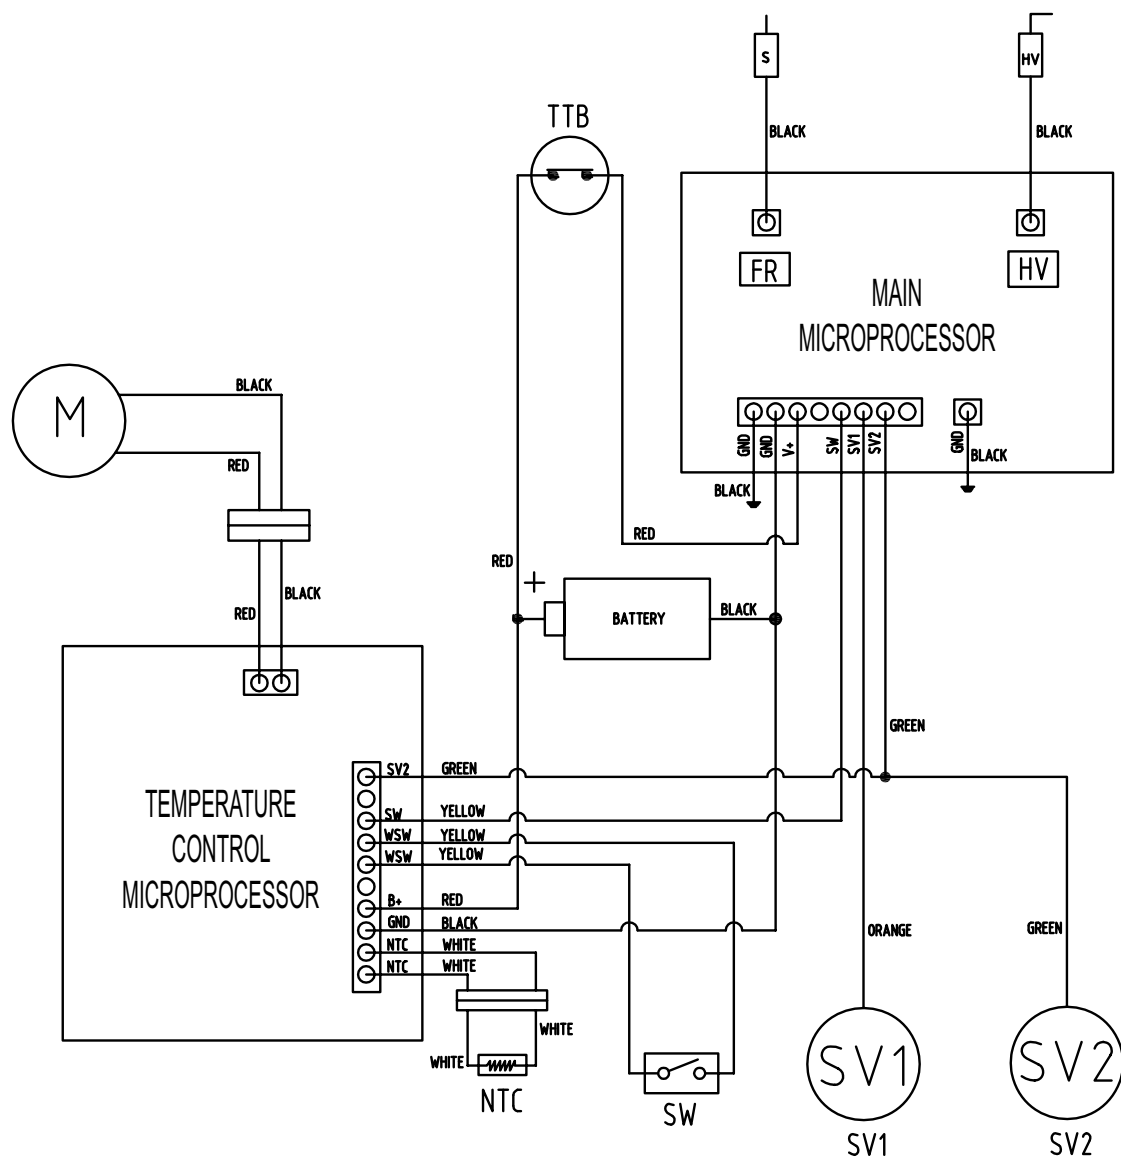 S
HV
BLACK
BLACK
TTB
FR
HV
MAIN
MICROPROCESSOR
M
BLACK
RED
GND
GND
V+
SW
SV1
SV2
GND
BLACK
BLACK
RED
RED
+
BATTERY
BLACK
RED
BLACK
GREEN
TEMPERATURE
CONTROL
MICROPROCESSOR
SV2
GREEN
SW
YELLOW
WSW
YELLOW
WSW
YELLOW
B+
RED
GND
BLACK
NTC
WHITE
NTC
WHITE
ORANGE
GREEN
WHITE
WHITE
NTC
SW
SV1
SV1
SV2
SV2